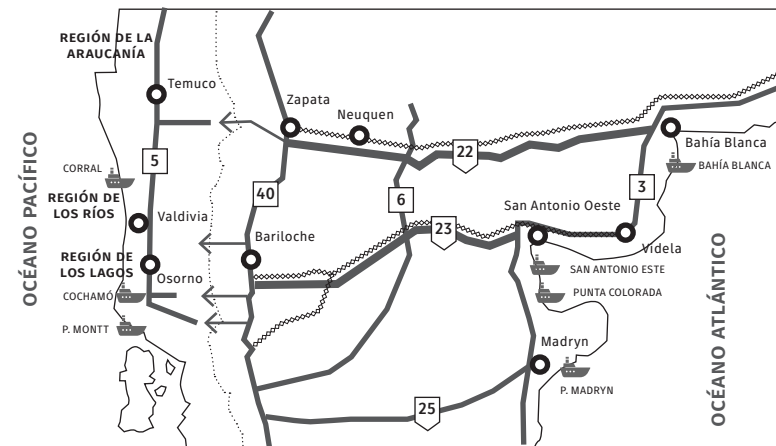 REGIÓN DE LA
ARAUCANÍA
Temuco
Zapata
Neuquen
Bahía Blanca
BAHÍA BLANCA
22
5
CORRAL
40
6
3
REGIÓN DE
LOS RÍOS
Valdivia
San Antonio Oeste
Bariloche
23
Videla
REGIÓN DE
LOS LAGOS
Osorno
SAN ANTONIO ESTE
COCHAMÓ
PUNTA COLORADA
P. MONTT
Madryn
P. MADRYN
25
OCÉANO PACÍFICO
OCÉANO ATLÁNTICO